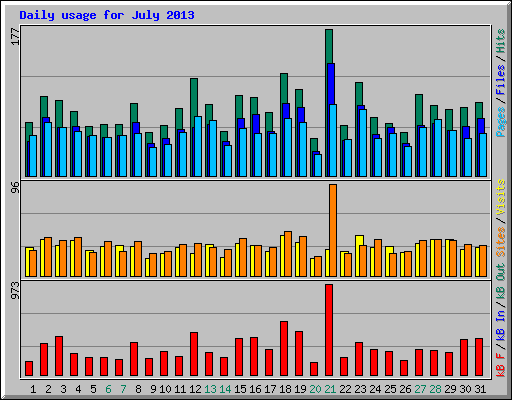 Daily usage for July 2013
177
Pages / Files / Hits
96
Sites / Visits
973
kB F / kB In / kB Out
1 2 3 4 5 6 7 8 9 10 11 12 13 14 15 16 17 18 19 20 21 22 23 24 25 26 27 28 29 30 31